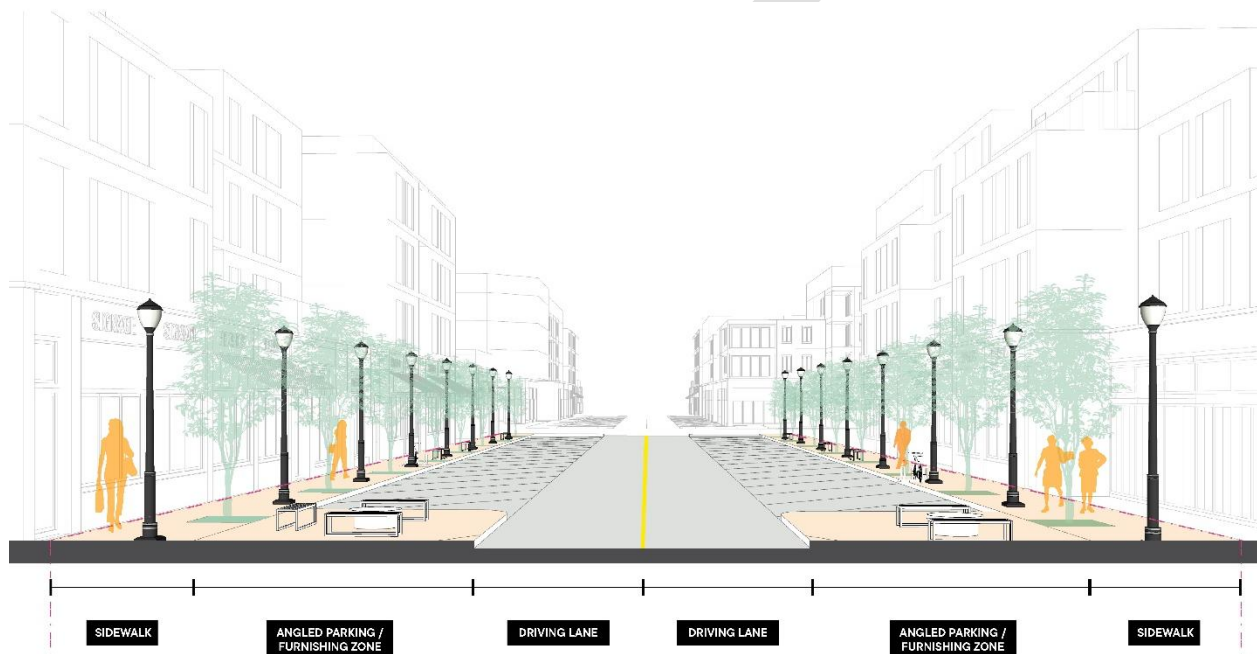 SIDEWALK
ANGLED PARKING /
FURNISHING ZONE
DRIVING LANE
DRIVING LANE
ANGLED PARKING /
FURNISHING ZONE
SIDEWALK